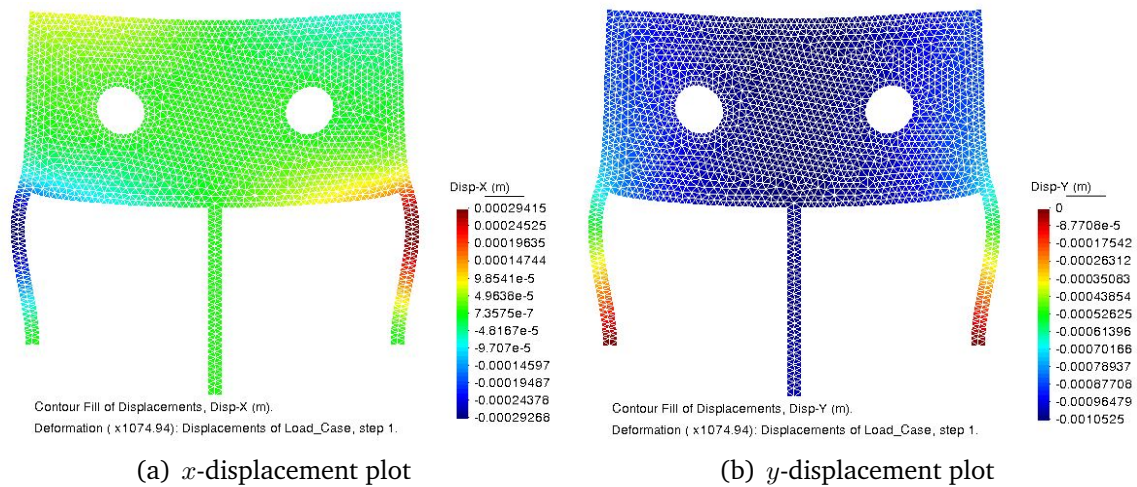 Disp-X (m)
0.00029415
0.00024525
0.00019635
0.00014744
9.8541e-5
4.9636e-5
7.3575e-7
-4.8167e-5
-9.707e-5
-0.00014597
-0.00019487
-0.00024378
-0.00029268
Contour Fill of Displacements, Disp-X (m).
Deformation ( x1074.94): Displacements of Load_Case, step 1.
(a) x-displacement plot
Disp-Y (m)
0
-8.7708e-5
-0.00017542
-0.00026312
-0.00035083
-0.00043854
-0.00052625
-0.00061396
-0.00070166
-0.00078937
-0.00087708
-0.00096479
-0.0010525
Contour Fill of Displacements, Disp-Y (m).
Deformation ( x1074.94): Displacements of Load_Case, step 1.
(b) y-displacement plot